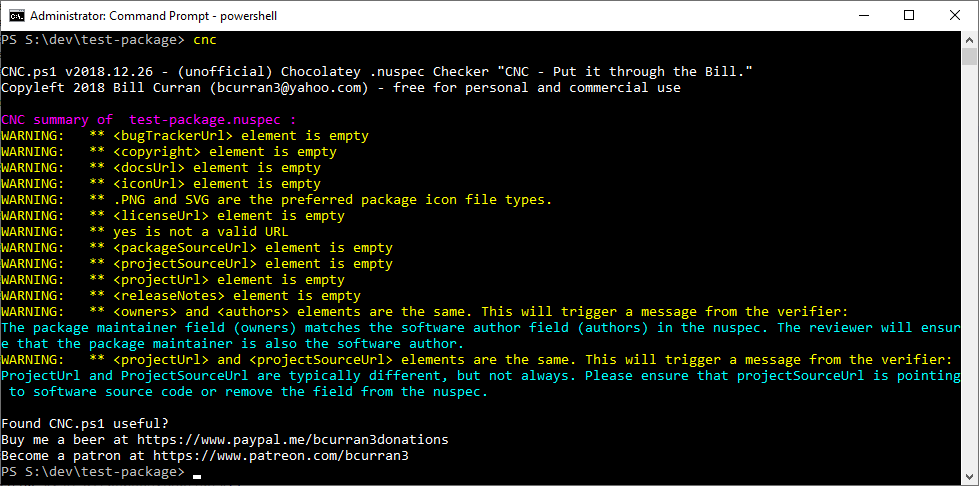 Administrator: Command Prompt - powershell
PS S:\dev\test-package> cnc
CNC.ps1 v2018.12.26 - (unofficial) Chocolatey .nuspec Checker "CNC - Put it through the Bill."
Copyleft 2018 Bill Curran (bcurran3@yahoo.com) - free for personal and commercial use
CNC summary of  test-package.nuspec :
WARNING:   ** <bugTrackerUrl> element is empty
WARNING:   ** <copyright> element is empty
WARNING:   ** <docsUrl> element is empty
WARNING:   ** <iconUrl> element is empty
WARNING:   ** .PNG and SVG are the preferred package icon file types.
WARNING:   ** <licenseUrl> element is empty
WARNING:   ** yes is not a valid URL
WARNING:   ** <packageSourceUrl> element is empty
WARNING:   ** <projectSourceUrl> element is empty
WARNING:   ** <projectUrl> element is empty
WARNING:   ** <releaseNotes> element is empty
WARNING:   ** <owners> and <authors> elements are the same. This will trigger a message from the verifier:
The package maintainer field (owners) matches the software author field (authors) in the nuspec. The reviewer will ensur
e that the package maintainer is also the software author.
WARNING:   ** <projectUrl> and <projectSourceUrl> elements are the same. This will trigger a message from the verifier:
ProjectUrl and ProjectSourceUrl are typically different, but not always. Please ensure that projectSourceUrl is pointing
 to software source code or remove the field from the nuspec.
Found CNC.ps1 useful?
Buy me a beer at https://www.paypal.me/bcurran3donations
Become a patron at https://www.patreon.com/bcurran3
PS S:\dev\test-package>